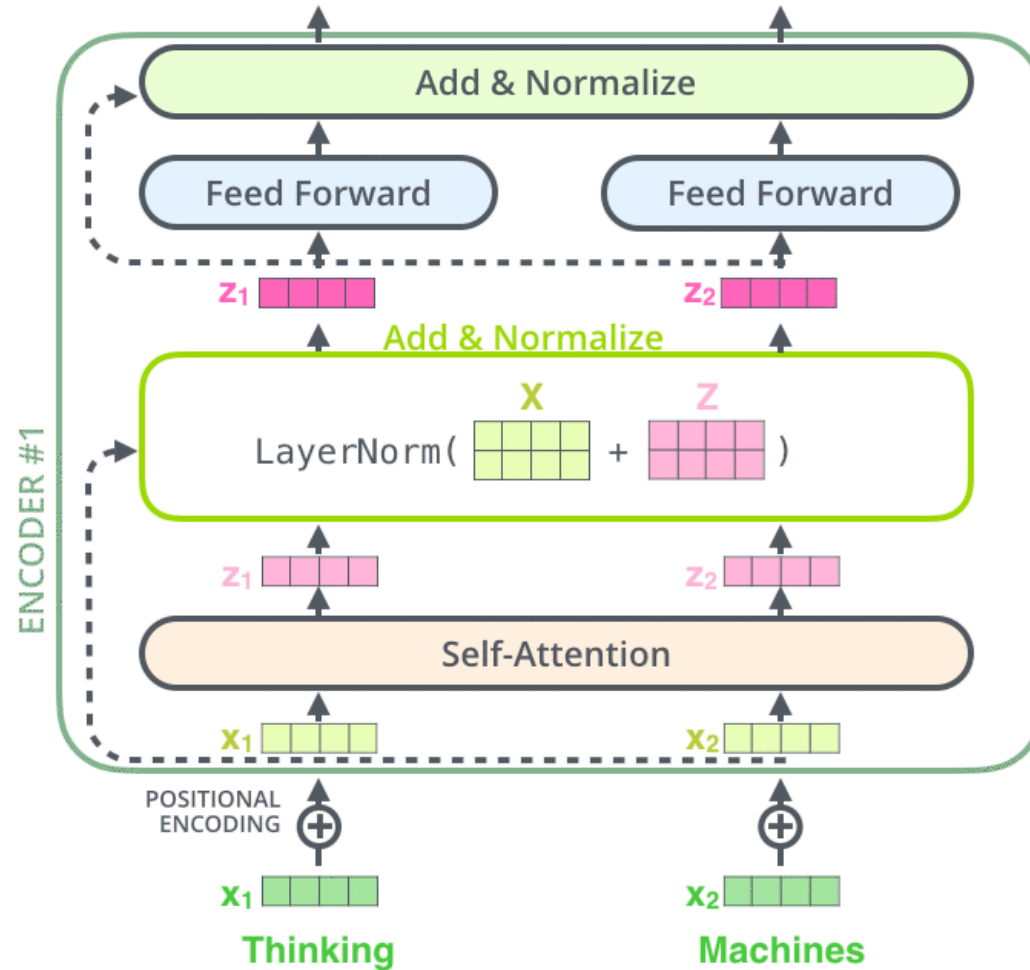 Add & Normalize
Feed Forward Feed Forward
z1 z2
Add & Normalize
X Z
LayerNorm( + )
z1 z2
Self-Attention
x1 x2
POSITIONAL
ENCODING
x1 x2
Thinking Machines
ENCODER #1